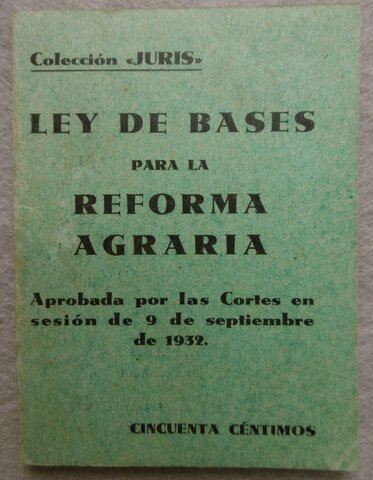 Colección «JURIS»
LEY DE BASES
PARA LA
REFORMA
AGRARIA
Aprobada por las Cortes en
sesión de 9 de septiembre
de 1932.
CINCUENTA CÉNTIMOS